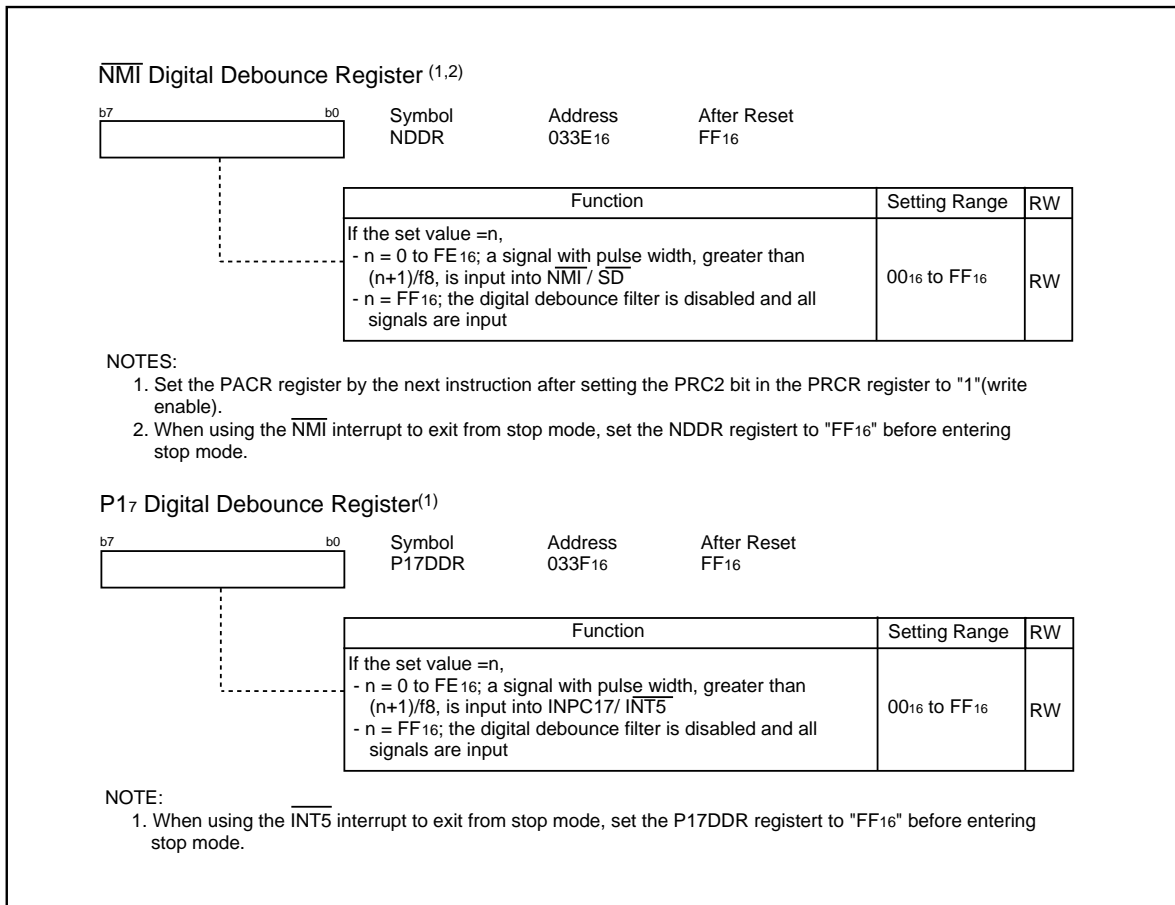 NMI Digital Debounce Register (1,2)
b7 b0 Symbol Address After Reset
NDDR 033E16 FF16
Function Setting Range RW
If the set value =n,
- n = 0 to FE16; a signal with pulse width, greater than
(n+1)/f8, is input into NMI / SD
- n = FF16; the digital debounce filter is disabled and all
signals are input
0016 to FF16 RW
NOTES:
1. Set the PACR register by the next instruction after setting the PRC2 bit in the PRCR register to "1"(write
enable).
2. When using the NMI interrupt to exit from stop mode, set the NDDR registert to "FF16" before entering
stop mode.
P17 Digital Debounce Register(1)
b7 b0 Symbol Address After Reset
P17DDR 033F16 FF16
Function Setting Range RW
If the set value =n,
- n = 0 to FE16; a signal with pulse width, greater than
(n+1)/f8, is input into INPC17/ INT5
- n = FF16; the digital debounce filter is disabled and all
signals are input
0016 to FF16 RW
NOTE:
1. When using the INT5 interrupt to exit from stop mode, set the P17DDR registert to "FF16" before entering
stop mode.